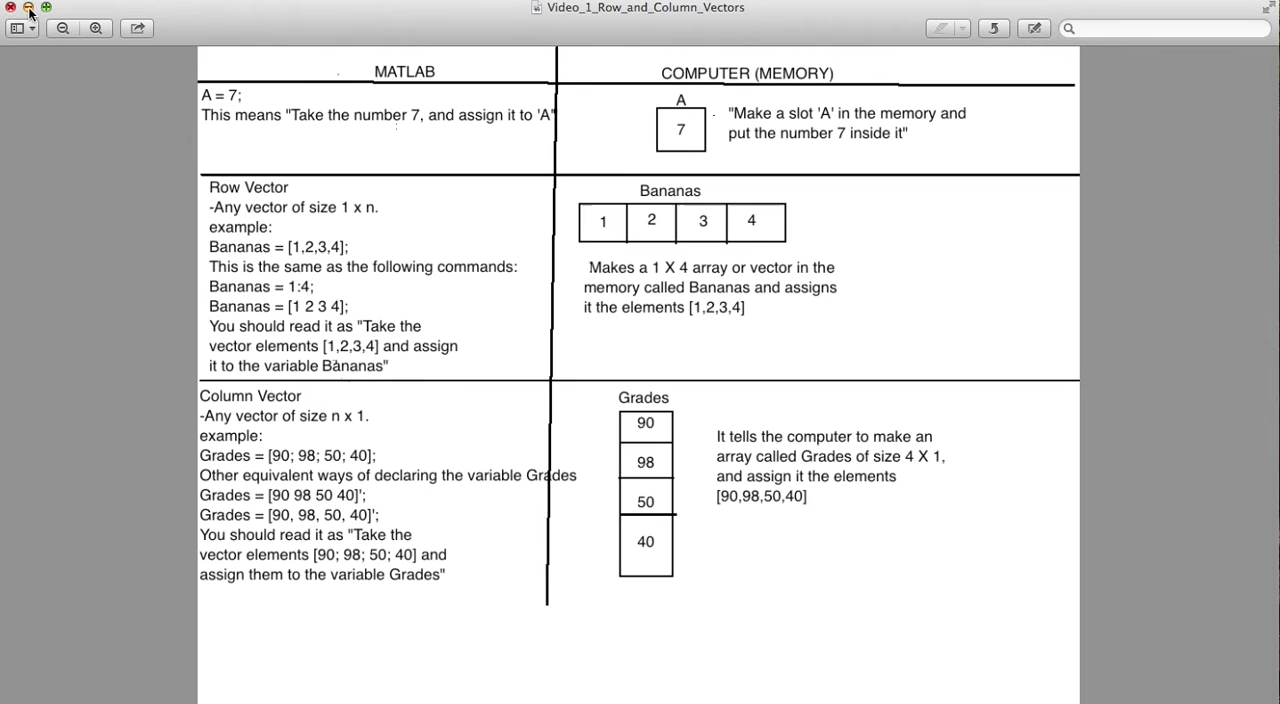 Video_1_Row_and_Column_Vectors
MATLAB
COMPUTER (MEMORY)
A = 7;
This means "Take the number 7, and assign it to 'A'"
A
7
"Make a slot 'A' in the memory and
put the number 7 inside it"
Row Vector
-Any vector of size 1 x n.
example:
Bananas = [1,2,3,4];
This is the same as the following commands:
Bananas = 1:4;
Bananas = [1 2 3 4];
You should read it as "Take the
vector elements [1,2,3,4] and assign
it to the variable Bananas"
Bananas
1 2 3 4
Makes a 1 X 4 array or vector in the
memory called Bananas and assigns
it the elements [1,2,3,4]
Column Vector
-Any vector of size n x 1.
example:
Grades = [90; 98; 50; 40];
Other equivalent ways of declaring the variable Grades
Grades = [90 98 50 40]';
Grades = [90, 98, 50, 40]';
You should read it as "Take the
vector elements [90; 98; 50; 40] and
assign them to the variable Grades"
Grades
90
98
50
40
It tells the computer to make an
array called Grades of size 4 X 1,
and assign it the elements
[90,98,50,40]